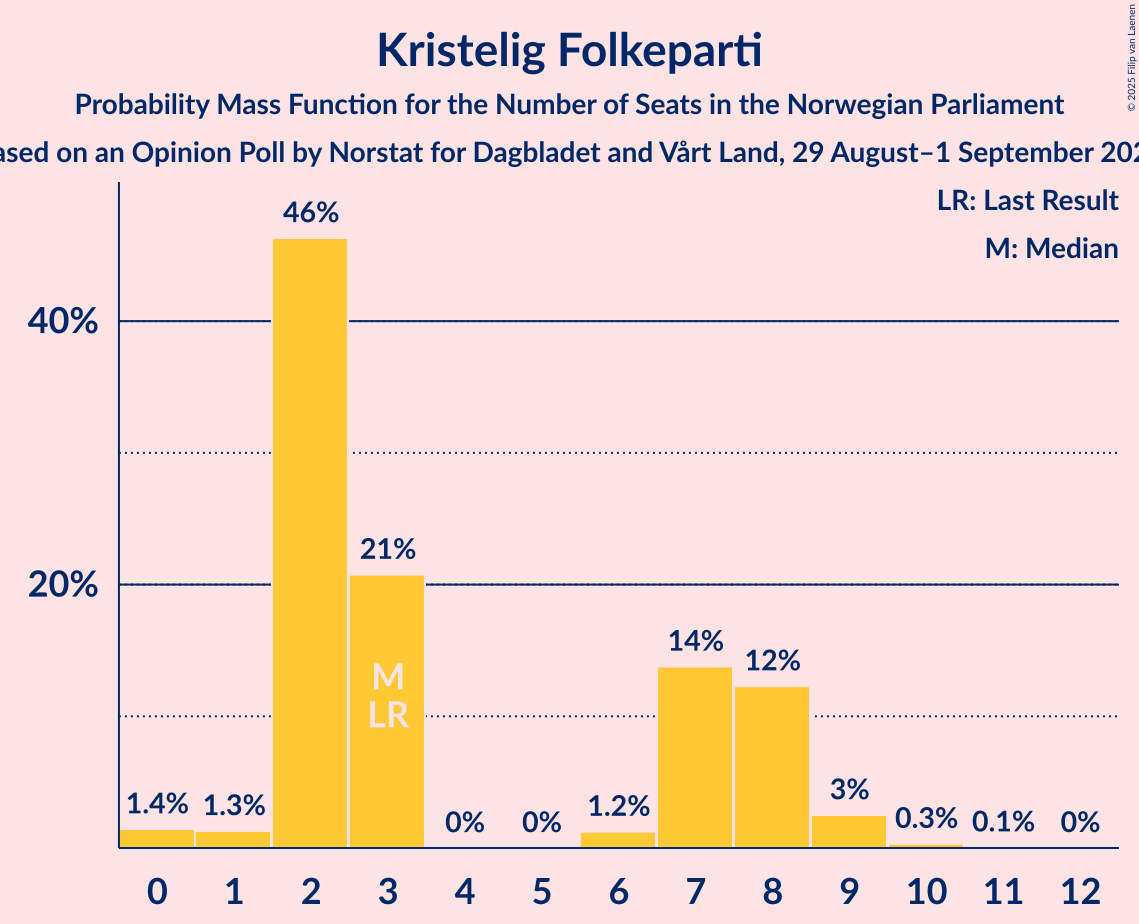 Kristelig Folkeparti
Probability Mass Function for the Number of Seats in the Norwegian Parliament
on an Opinion Poll by Norstat for Dagbladet and Vårt Land, 29 August–1 September
LR: Last Result
M: Median
© 2025 Filip van Laenen
40%
20%
1.4%
1.3%
46%
21%
M
LR
0%
0%
1.2%
14%
12%
3%
0.3%
0.1%
0%
0 1 2 3 4 5 6 7 8 9 10 11 12